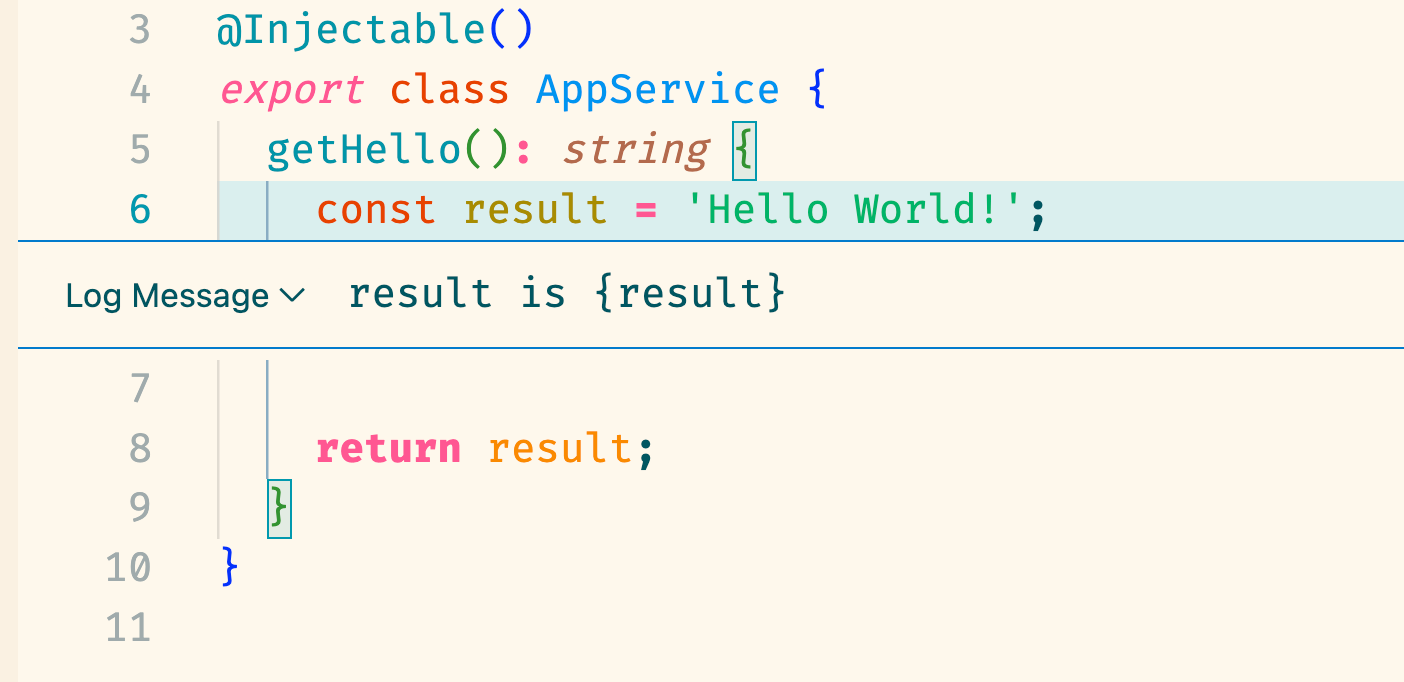 3 @Injectable()
4 export class AppService {
5 getHello(): string {
6 const result = 'Hello World!';
Log Message result is {result}
7
8 return result;
9 }
10 }
11